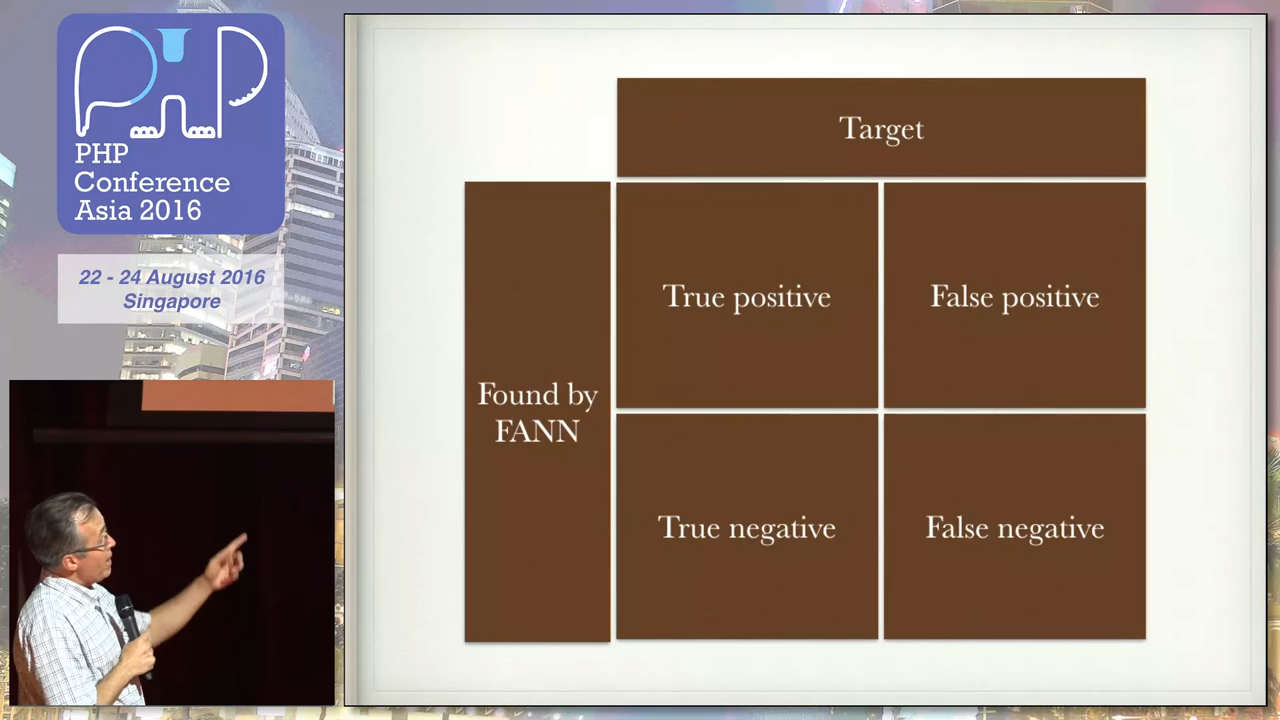 PHP
Conference
Asia 2016
22 - 24 August 2016
Singapore
Target
Found by
FANN
True positive
False positive
True negative
False negative